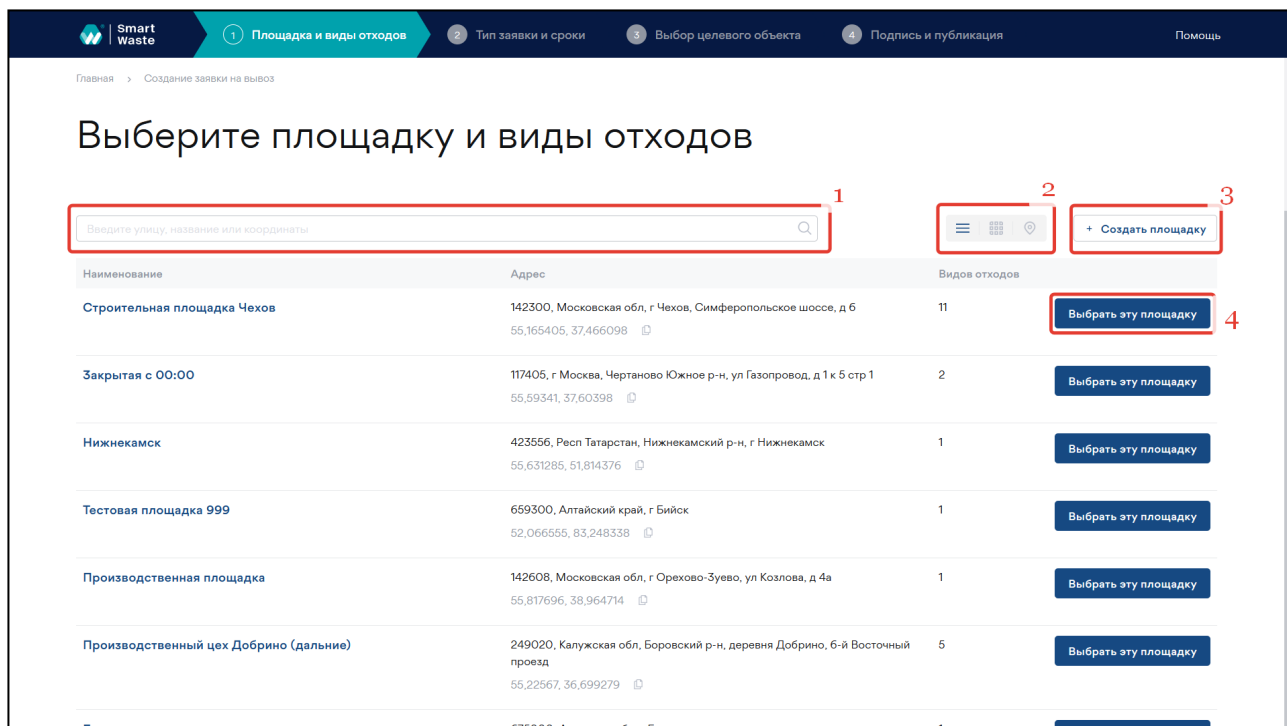 Smart
Waste
1 Площадка и виды отходов
2 Тип заявки и сроки
3 Выбор целевого объекта
4 Подпись и публикация
Помощь
Главная > Создание заявки на вывоз
Выберите площадку и виды отходов
1
2
3
Введите улицу, название или координаты
+ Создать площадку
Наименование Адрес Видов отходов
Строительная площадка Чехов 142300, Московская обл, г Чехов, Симферопольское шоссе, д 6 11 Выбрать эту площадку
55,165405, 37,466098
4
Закрытая с 00:00 117405, г Москва, Чертаново Южное р-н, ул Газопровод, д 1 к 5 стр 1 2 Выбрать эту площадку
55,59341, 37,60398
Нижнекамск 423556, Респ Татарстан, Нижнекамский р-н, г Нижнекамск 1 Выбрать эту площадку
55,631285, 51,814376
Тестовая площадка 999 659300, Алтайский край, г Бийск 1 Выбрать эту площадку
52,066555, 83,248338
Производственная площадка 142608, Московская обл, г Орехово-Зуево, ул Козлова, д 4а 1 Выбрать эту площадку
55,817696, 38,964714
Производственный цех Добрино (дальние) 249020, Калужская обл, Боровский р-н, деревня Добрино, 6-й Восточный 5 Выбрать эту площадку
проезд
55,22567, 36,699279